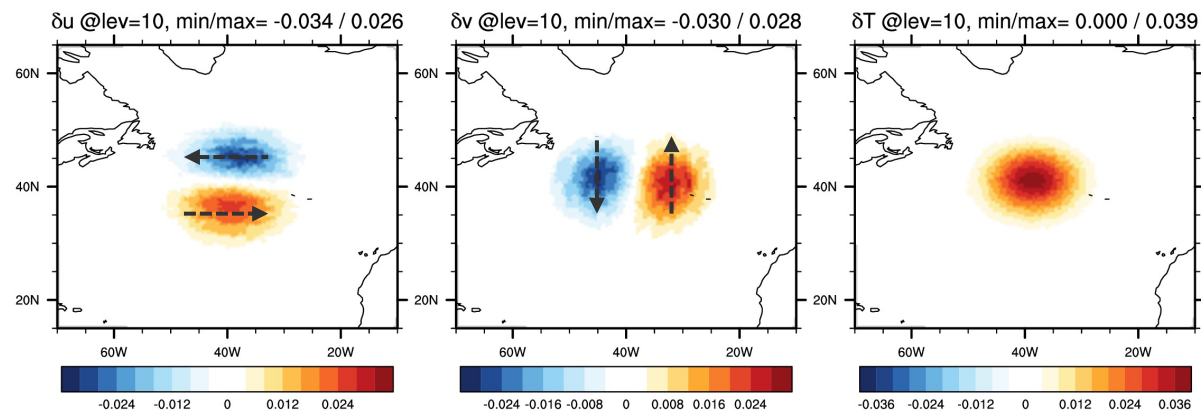 δu @lev=10, min/max= -0.034 / 0.026
δv @lev=10, min/max= -0.030 / 0.028
δT @lev=10, min/max= 0.000 / 0.039
60N 60N 60N
40N 40N 40N
20N 20N 20N
60W 40W 20W
60W 40W 20W
60W 40W 20W
-0.024 -0.012 0 0.012 0.024
-0.024 -0.016 -0.008 0 0.008 0.016 0.024
-0.036 -0.024 -0.012 0 0.012 0.024 0.036